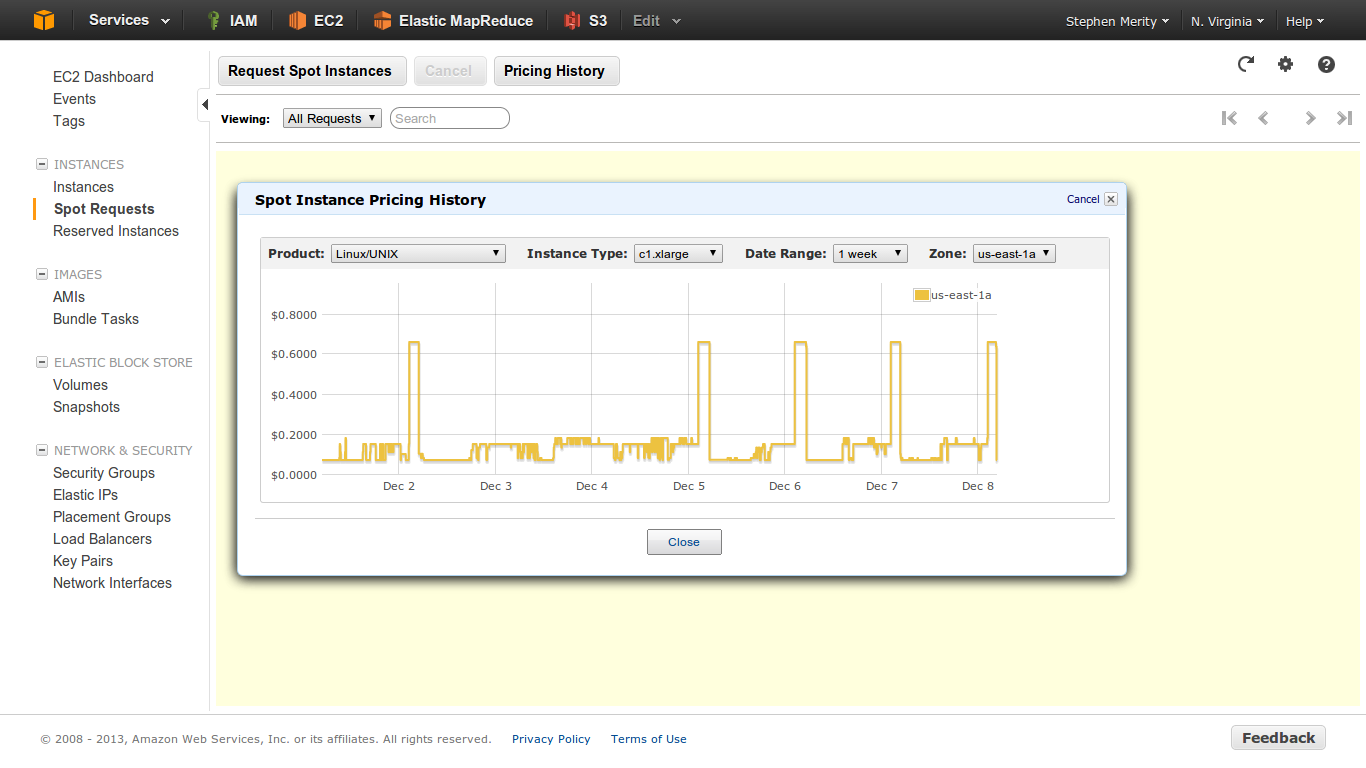 Services IAM EC2 Elastic MapReduce S3 Edit Stephen Merity N. Virginia Help
EC2 Dashboard
Events
Tags
INSTANCES
Instances
Spot Requests
Reserved Instances
IMAGES
AMIs
Bundle Tasks
ELASTIC BLOCK STORE
Volumes
Snapshots
NETWORK & SECURITY
Security Groups
Elastic IPs
Placement Groups
Load Balancers
Key Pairs
Network Interfaces
Request Spot Instances Cancel Pricing History
Viewing: All Requests Search
Spot Instance Pricing History Cancel
Product: Linux/UNIX Instance Type: c1.xlarge Date Range: 1 week Zone: us-east-1a
us-east-1a
$0.8000
$0.6000
$0.4000
$0.2000
$0.0000
Dec 2 Dec 3 Dec 4 Dec 5 Dec 6 Dec 7 Dec 8
Close
© 2008 - 2013, Amazon Web Services, Inc. or its affiliates. All rights reserved. Privacy Policy Terms of Use Feedback